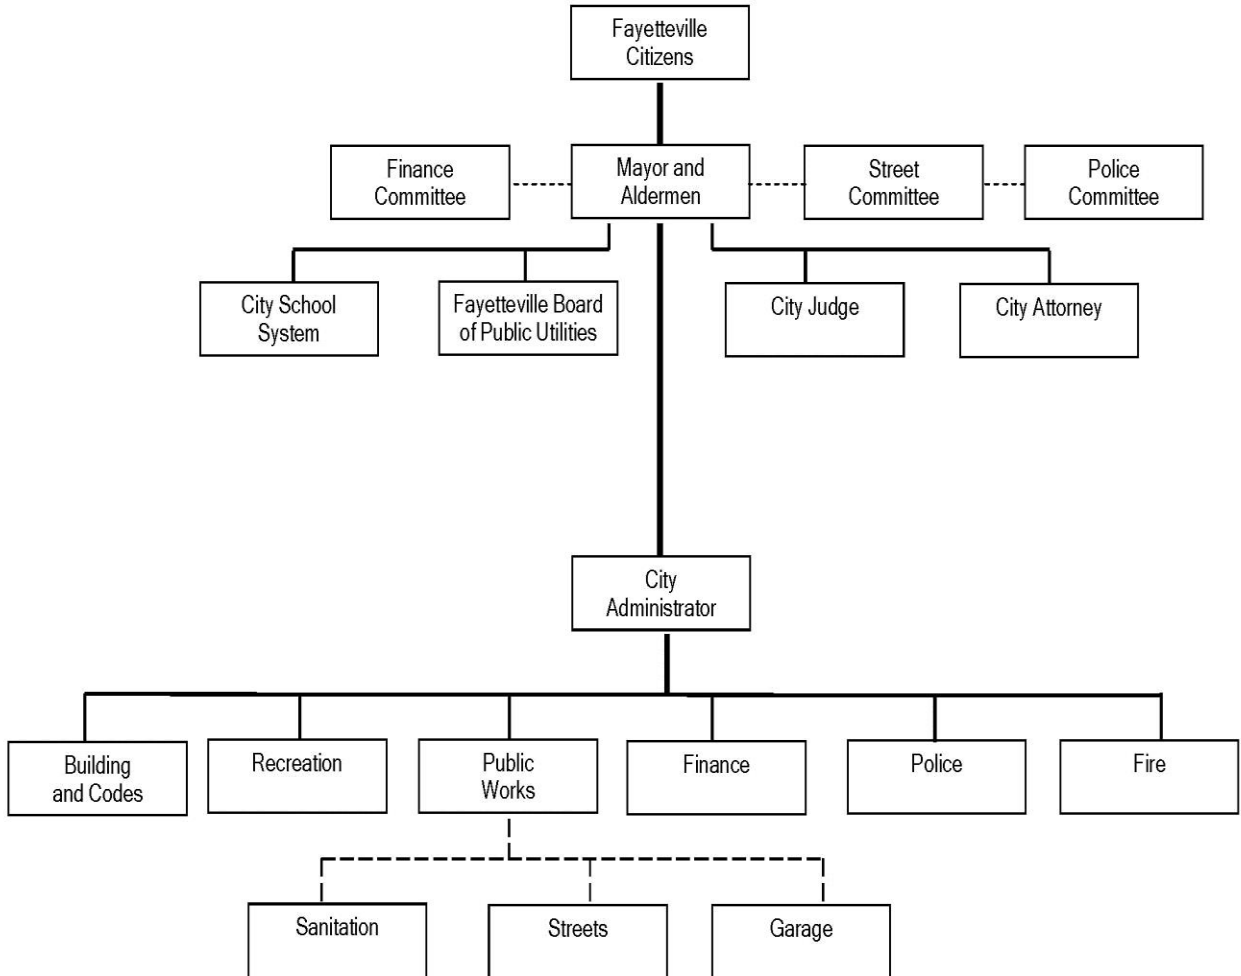 Fayetteville
Citizens
Finance
Committee
Mayor and
Aldermen
Street
Committee
Police
Committee
City School
System
Fayetteville Board
of Public Utilities
City Judge
City Attorney
City
Administrator
Building
and Codes
Recreation
Public
Works
Finance
Police
Fire
Sanitation
Streets
Garage